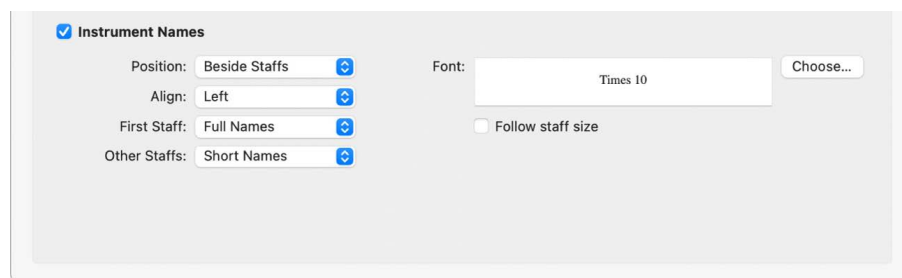 Instrument Names
Position: Beside Staffs Font: Times 10 Choose...
Align: Left
First Staff: Full Names Follow staff size
Other Staffs: Short Names